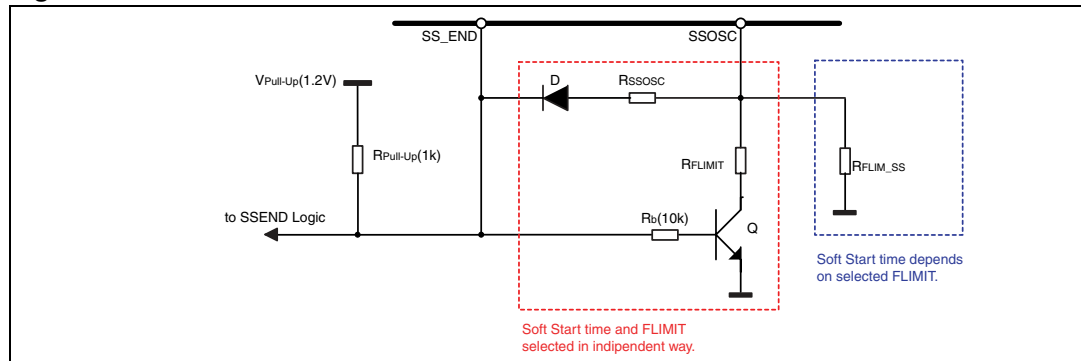 SS_END
SSOSC
VPull-Up(1.2V)
D
RSSOSC
RPull-Up(1k)
RFLIMIT
RFLIM_SS
to SSEND Logic
Rb(10k)
Q
Soft Start time depends
on selected FLIMIT.
Soft Start time and FLIMIT
selected in indipendent way.